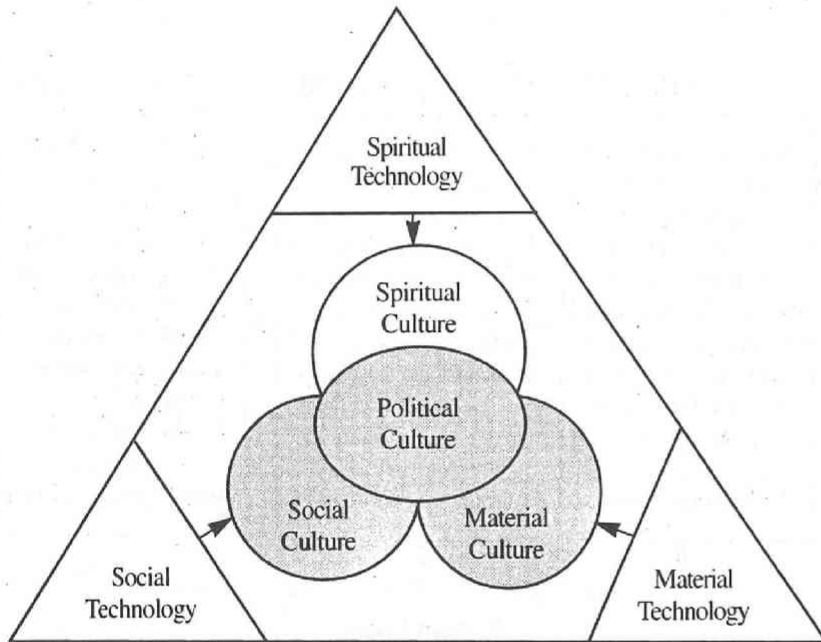 Spiritual
Technology
Spiritual
Culture
Political
Culture
Social
Culture
Material
Culture
Social
Technology
Material
Technology